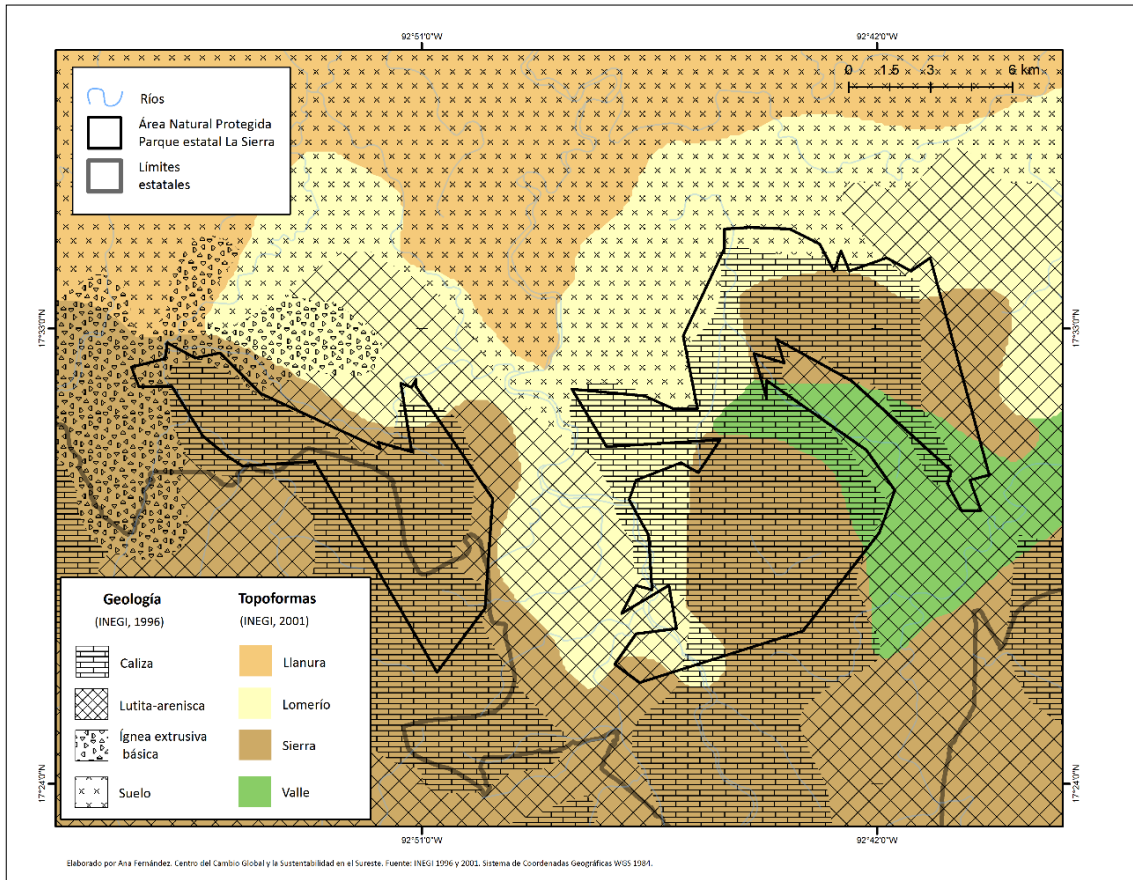 92°51'0"W 92°42'0"W
0 1.5 3 6 km
Ríos
Área Natural Protegida
Parque estatal La Sierra
Límites
estatales
17°33'0"N 17°33'0"N
Geología Topoformas
(INEGI, 1996) (INEGI, 2001)
Caliza Llanura
Lutita-arenisca Lomerío
Ígnea extrusiva
básica Sierra
Suelo Valle
17°24'0"N 17°24'0"N
92°51'0"W 92°42'0"W
Elaborado por Ana Fernández. Centro del Cambio Global y la Sustentabilidad en el Sureste. Fuente: INEGI 1996 y 2001. Sistema de Coordenadas Geográficas WGS 1984.